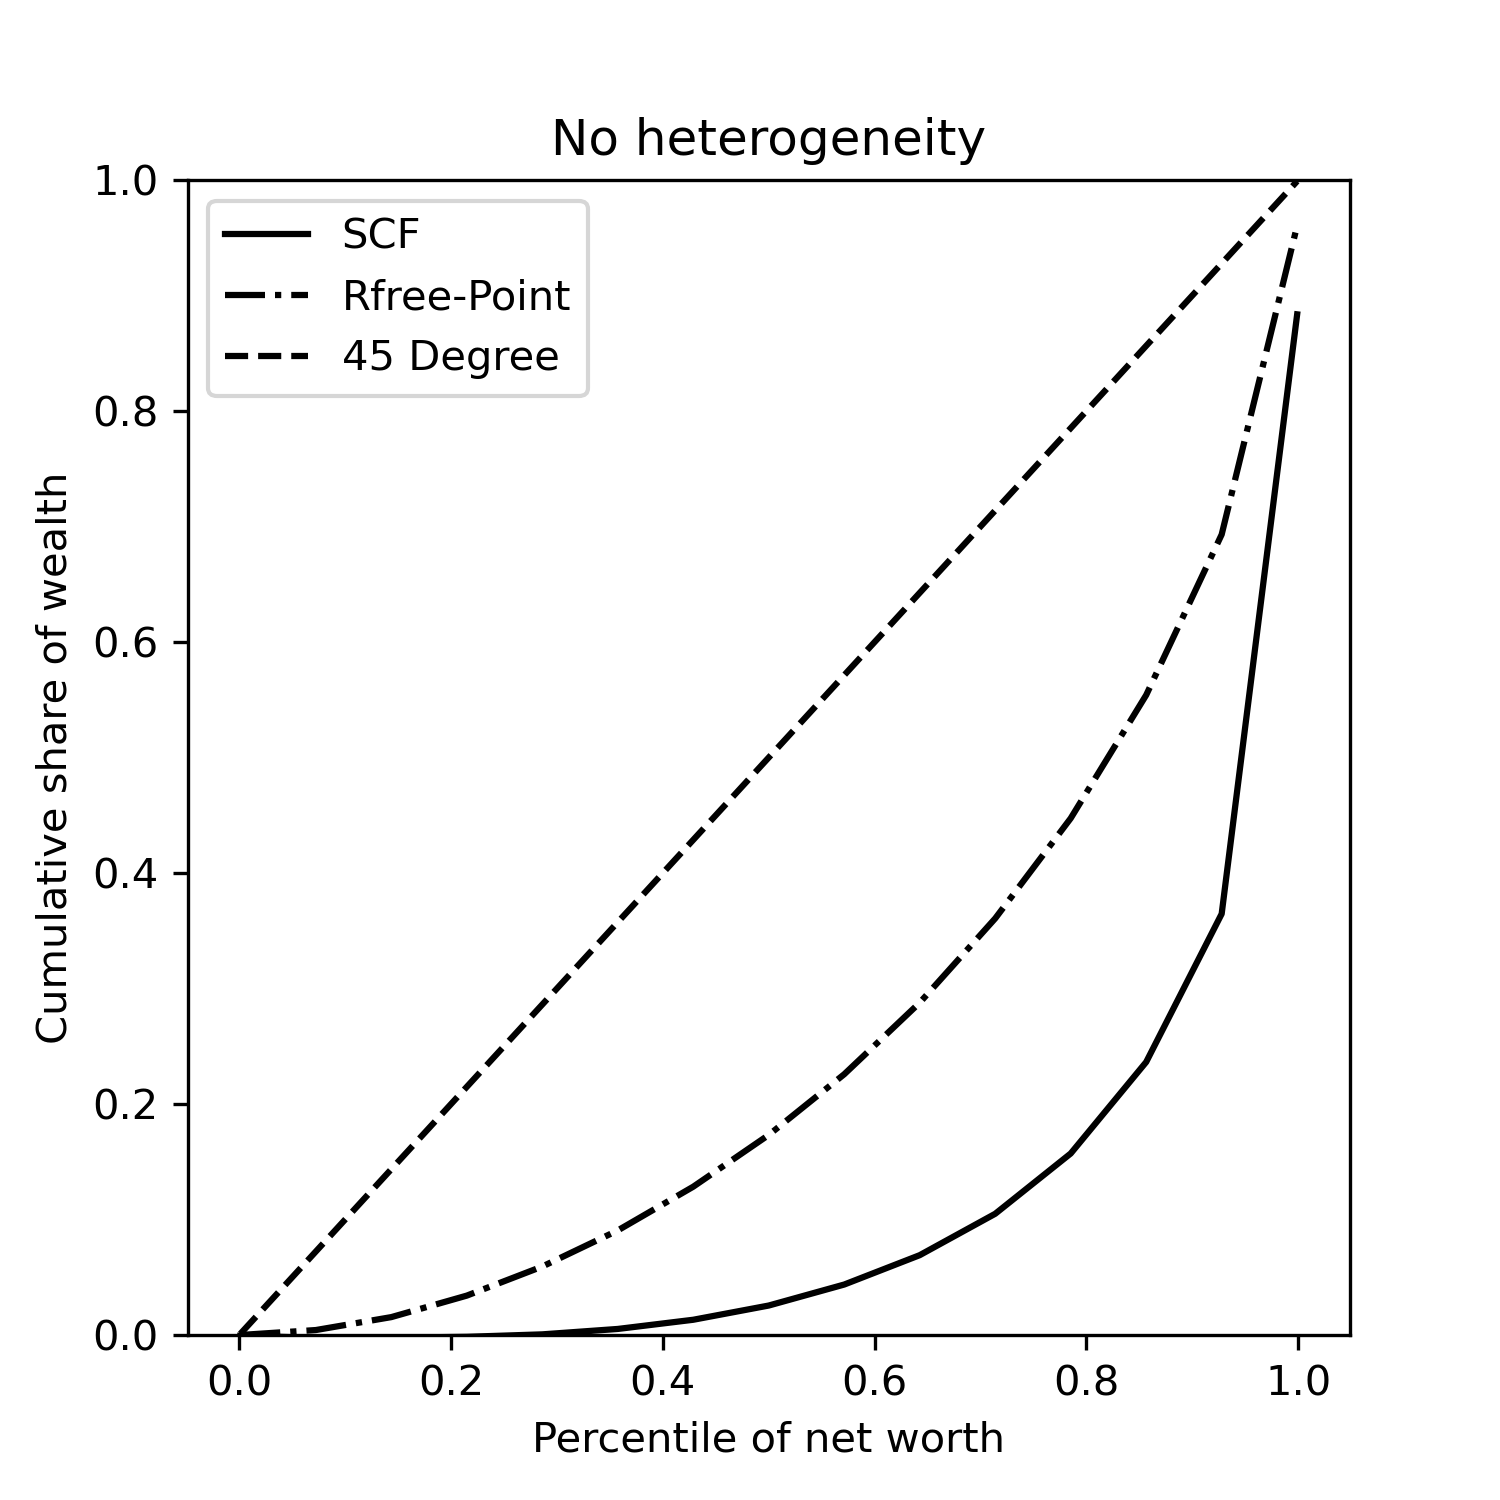 No heterogeneity
SCF
Rfree-Point
45 Degree
1.0
0.8
0.6
0.4
0.2
0.0
Cumulative share of wealth
0.0 0.2 0.4 0.6 0.8 1.0
Percentile of net worth